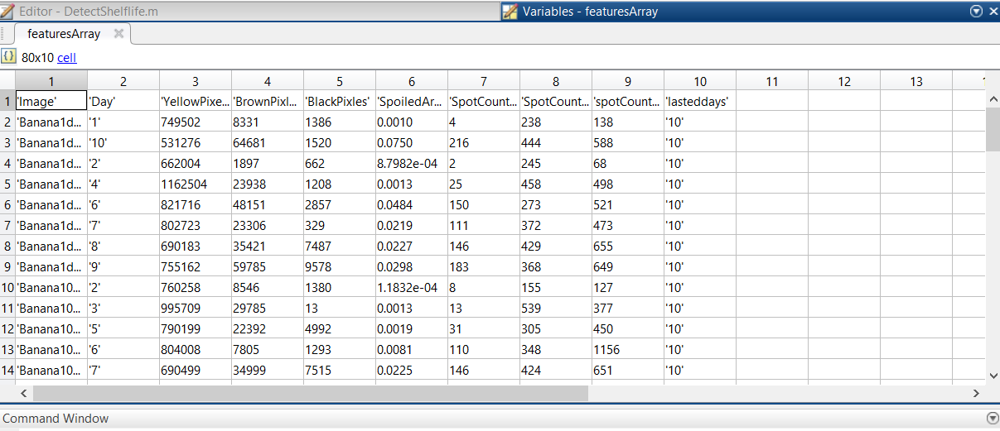 Editor - DetectShelflife.m
Variables - featuresArray
featuresArray
80x10 cell
1 2 3 4 5 6 7 8 9 10 11 12 13
1 'Image' 'Day' 'YellowPixe... 'BrownPixl... 'BlackPixles' 'SpoiledAr... 'SpotCount... 'SpotCount... 'spotCount... 'lasteddays'
2 'Banana1d... '1' 749502 8331 1386 0.0010 4 238 138 '10'
3 'Banana1d... '10' 531276 64681 1520 0.0750 216 444 588 '10'
4 'Banana1d... '2' 662004 1897 662 8.7982e-04 2 245 68 '10'
5 'Banana1d... '4' 1162504 23938 1208 0.0013 25 458 498 '10'
6 'Banana1d... '6' 821716 48151 2857 0.0484 150 273 521 '10'
7 'Banana1d... '7' 802723 23306 329 0.0219 111 372 473 '10'
8 'Banana1d... '8' 690183 35421 7487 0.0227 146 429 655 '10'
9 'Banana1d... '9' 755162 59785 9578 0.0298 183 368 649 '10'
10 'Banana10... '2' 760258 8546 1380 1.1832e-04 8 155 127 '10'
11 'Banana10... '3' 995709 29785 13 0.0013 13 539 377 '10'
12 'Banana10... '5' 790199 22392 4992 0.0019 31 305 450 '10'
13 'Banana10... '6' 804008 7805 1293 0.0081 110 348 1156 '10'
14 'Banana10... '7' 690499 34999 7515 0.0225 146 424 651 '10'
Command Window